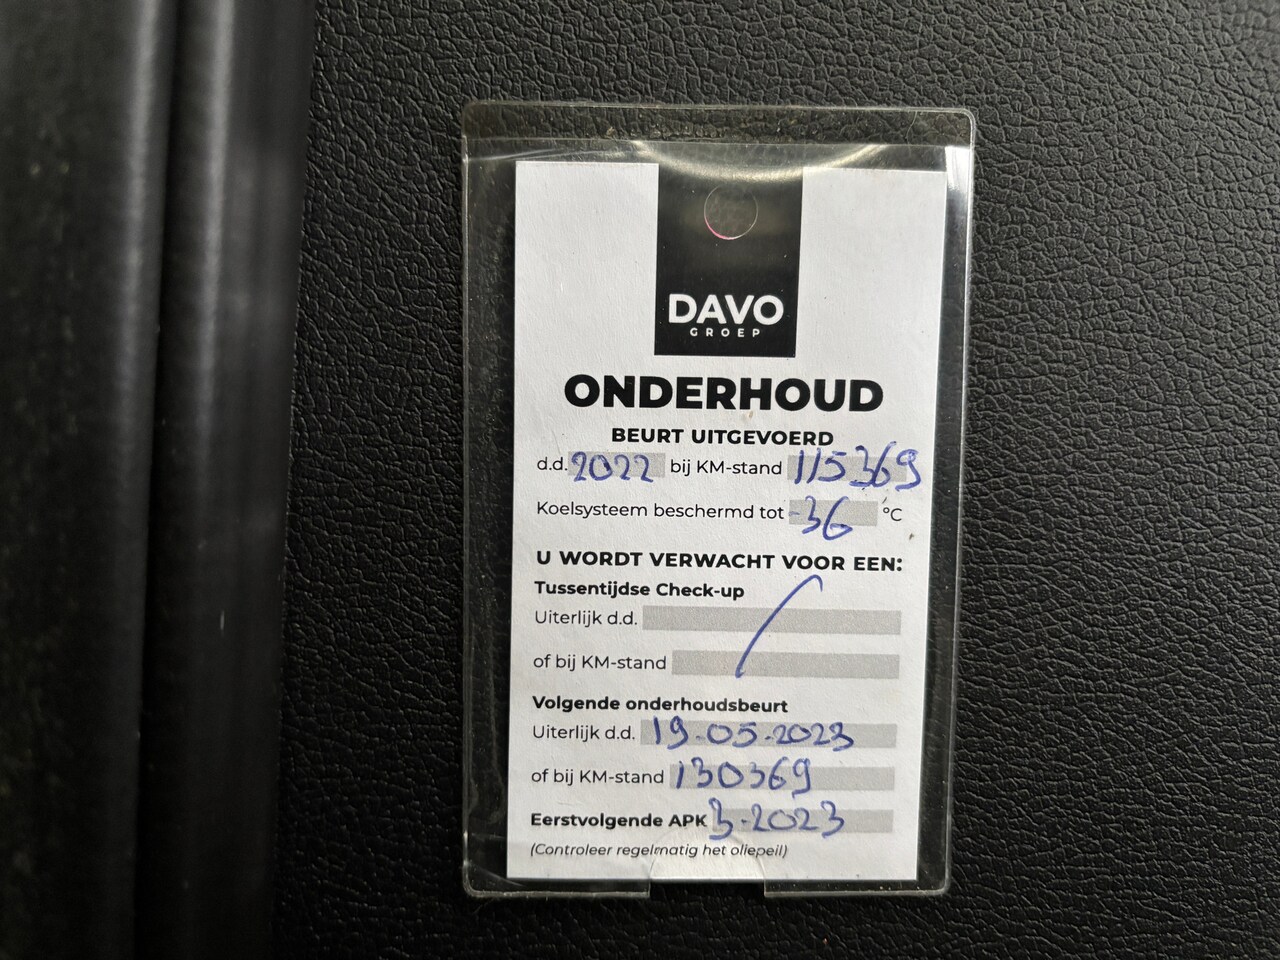 DAVO
GROEP
ONDERHOUD
BEURT UITGEVOERD
d.d. 2022 bij KM-stand 115369
Koelsysteem beschermd tot -36 °C
U WORDT VERWACHT VOOR EEN:
Tussentijdse Check-up
Uiterlijk d.d.
of bij KM-stand
Volgende onderhoudsbeurt
Uiterlijk d.d. 19-05-2023
of bij KM-stand 130369
Eerstvolgende APK 3-2023
(Controleer regelmatig het oliepeil)